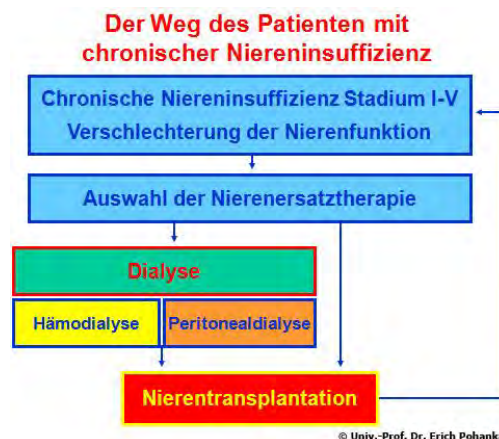 Der Weg des Patienten mit
chronischer Niereninsuffizienz
Chronische Niereninsuffizienz Stadium I-V
Verschlechterung der Nierenfunktion
Auswahl der Nierenersatztherapie
Dialyse
Hämodialyse
Peritonealdialyse
Nierentransplantation
© Univ.-Prof. Dr. Erich Pohank